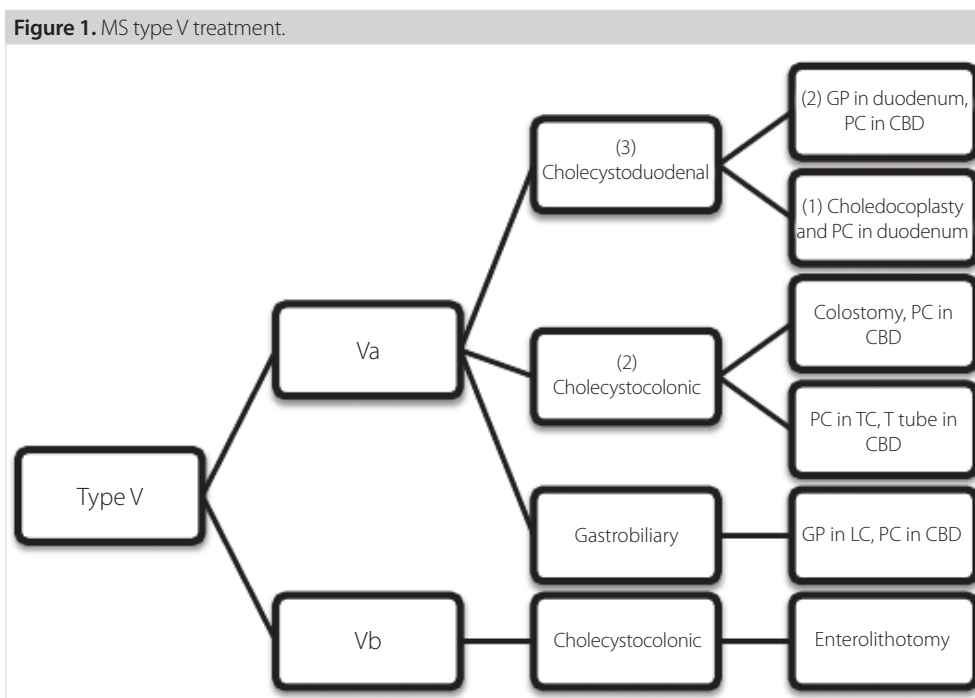 Figure 1. MS type V treatment.
(2) GP in duodenum,
PC in CBD
(3)
Cholecystoduodenal
(1) Choledocoplasty
and PC in duodenum
Va
Colostomy, PC in
CBD
(2)
Cholecystocolonic
PC in TC, T tube in
CBD
Type V
Gastrobiliary
GP in LC, PC in CBD
Vb
Cholecystocolonic
Enterolithotomy